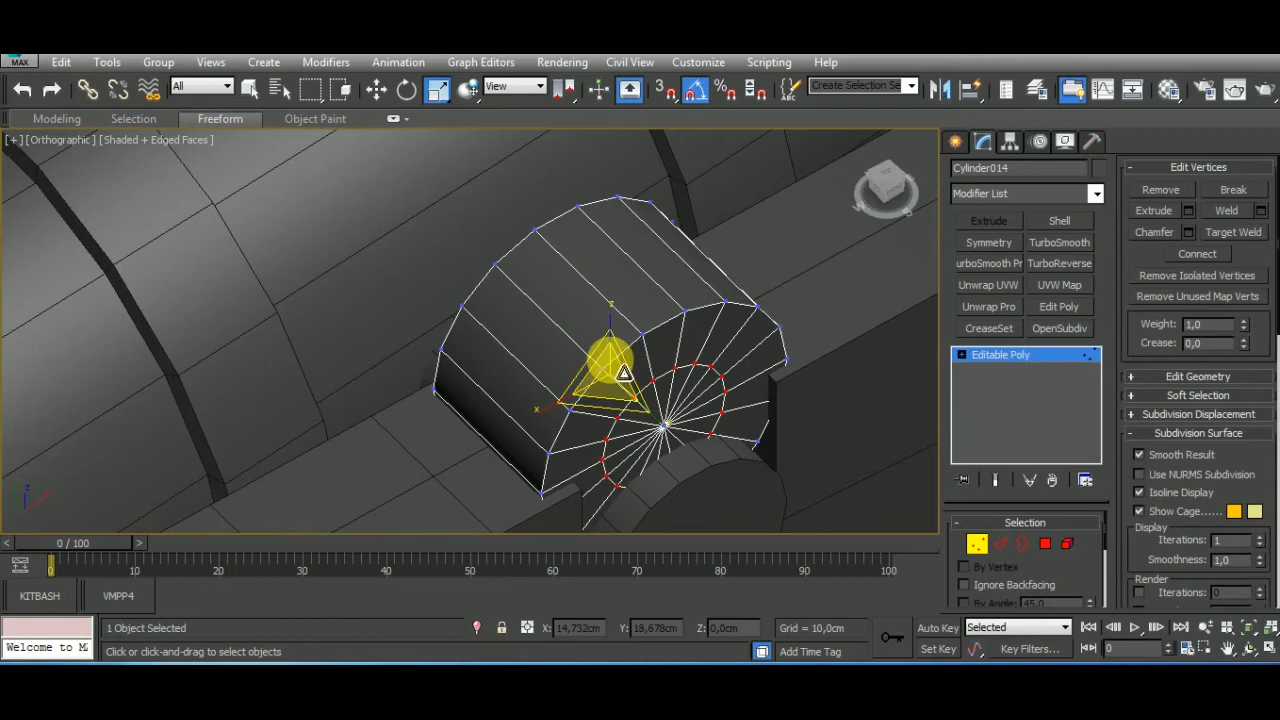 MAX Edit Tools Group Views Create Modifiers Animation Graph Editors Rendering Civil View Customize Scripting Help
All View 3 ABC Create Selection Se
Modeling Selection Freeform Object Paint
[+] [Orthographic] [Shaded + Edged Faces]
z
x
z
Cylinder014
Modifier List
Extrude Shell
Symmetry TurboSmooth
urboSmooth Pr TurboReverse
Unwrap UVW UVW Map
Unwrap Pro Edit Poly
CreaseSet OpenSubdiv
Editable Poly
Selection
By Vertex
Ignore Backfacing
By Angle: 45,0
Edit Vertices
Remove Break
Extrude Weld
Chamfer Target Weld
Connect
Remove Isolated Vertices
Remove Unused Map Verts
Weight: 1,0
Crease: 0,0
Edit Geometry
Soft Selection
Subdivision Displacement
Subdivision Surface
Smooth Result
Use NURMS Subdivision
Isoline Display
Show Cage......
Display
Iterations: 1
Smoothness: 1,0
Render
Iterations: 0
< 0 / 100 >
0 10 20 30 40 50 60 70 80 90 100
KITBASH VMPP4
1 Object Selected X: 14,732cm Y: 18,678cm Z: 0,0cm Grid = 10,0cm Auto Key Selected
Welcome to MA Click or click-and-drag to select objects Add Time Tag Set Key Key Filters... 0